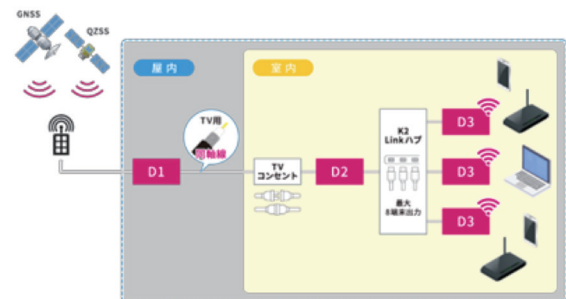 GNSS
QZSS
屋内
室内
TV用
同軸線
D1
TV
コンセント
D2
K2
Linkハブ
最大
8端末出力
D3
D3
D3